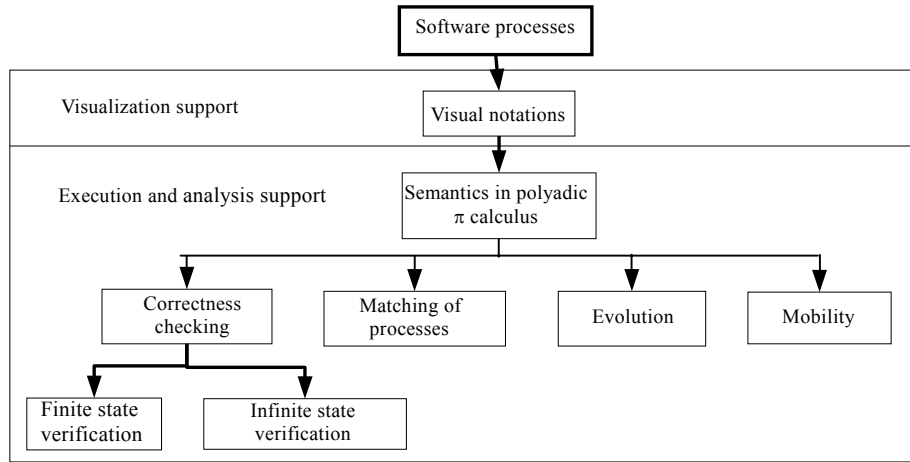 Software processes
Visualization support
Visual notations
Execution and analysis support
Semantics in polyadic
π calculus
Correctness
checking
Matching of
processes
Evolution
Mobility
Finite state
verification
Infinite state
verification